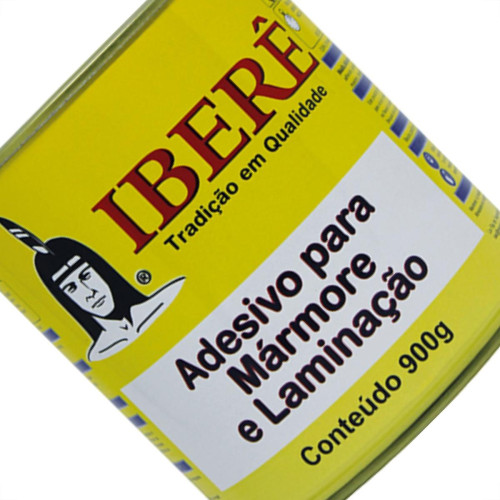 IBERÊ
Tradição em Qualidade
®
Adesivo para
Mármore
e Laminação
Conteúdo 900g